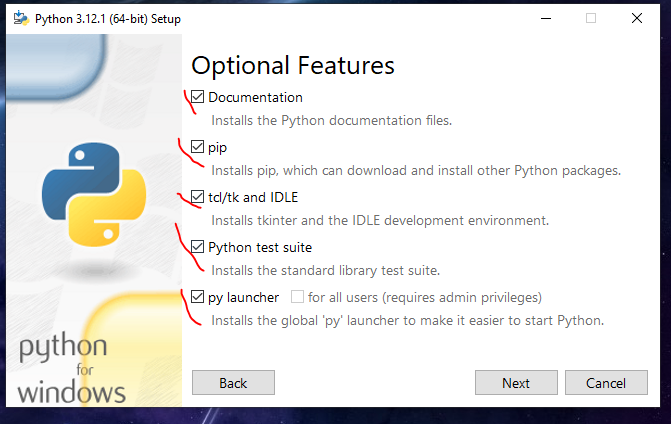 Python 3.12.1 (64-bit) Setup
Optional Features
Documentation
Installs the Python documentation files.
pip
Installs pip, which can download and install other Python packages.
tcl/tk and IDLE
Installs tkinter and the IDLE development environment.
Python test suite
Installs the standard library test suite.
py launcher for all users (requires admin privileges)
Installs the global 'py' launcher to make it easier to start Python.
python
for
windows
Back Next Cancel